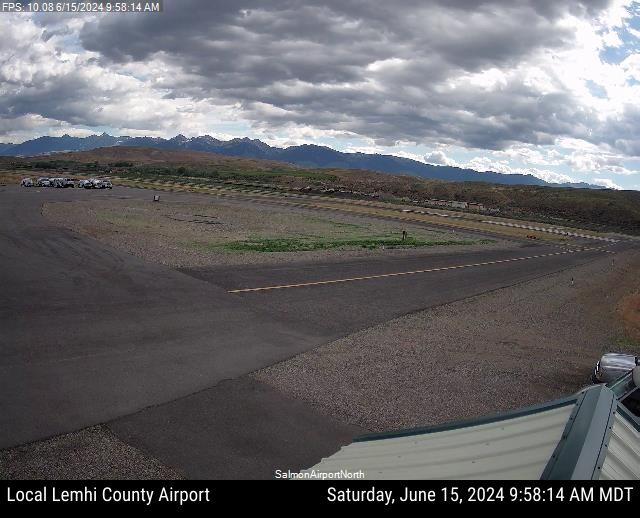 FPS: 10.08 6/15/2024 9:58:14 AM
SalmonAirportNorth
Local Lemhi County Airport Saturday, June 15, 2024 9:58:14 AM MDT